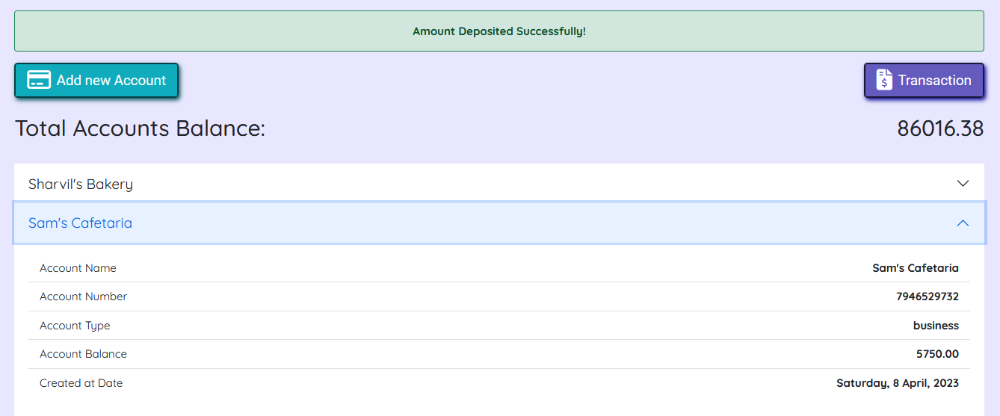 Amount Deposited Successfully!
Add new Account
Transaction
Total Accounts Balance: 86016.38
Sharvil's Bakery
Sam's Cafetaria
Account Name Sam's Cafetaria
Account Number 7946529732
Account Type business
Account Balance 5750.00
Created at Date Saturday, 8 April, 2023